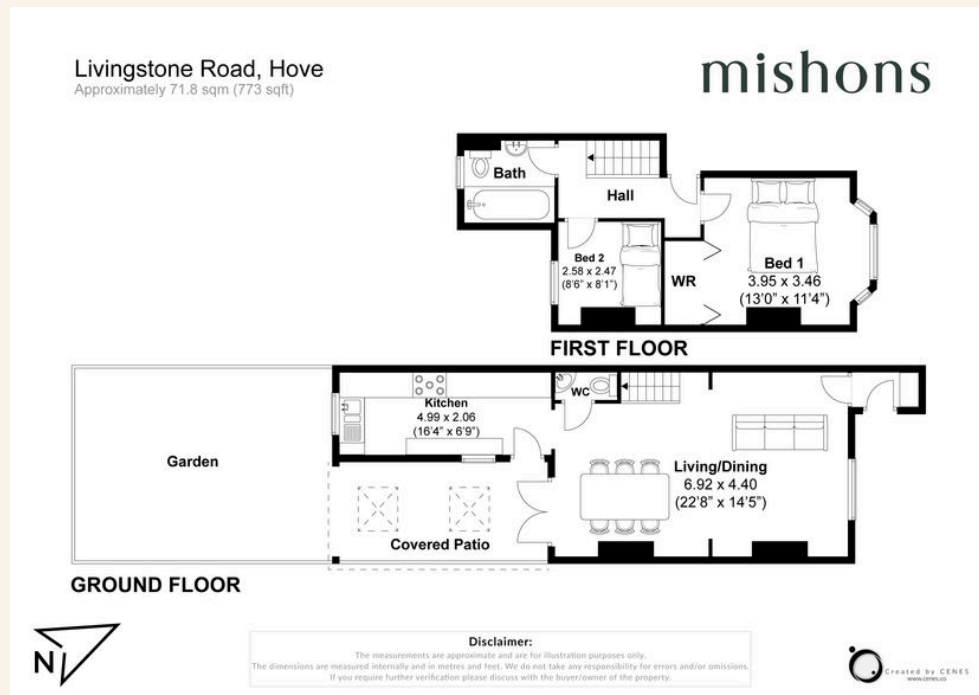 Livingstone Road, Hove
Approximately 71.8 sqm (773 sqft)
mishons
Bath
Hall
Bed 2
2.58 x 2.47
(8'6" x 8'1")
WR
Bed 1
3.95 x 3.46
(13'0" x 11'4")
FIRST FLOOR
Kitchen
4.99 x 2.06
(16'4" x 6'9")
WC
Garden
Living/Dining
6.92 x 4.40
(22'8" x 14'5")
Covered Patio
GROUND FLOOR
N
Disclaimer:
The measurements are approximate and are for illustration purposes only.
The dimensions are measured internally and in metres and feet. We do not take any responsibility for errors and/or omissions.
If you require further verification please discuss with the buyer/owner of the property.
Created by CENES
www.cenes.co